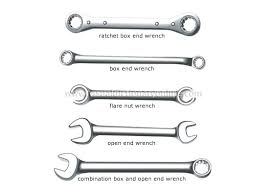 ratchet box end wrench
box end wrench
flare nut wrench
open end wrench
combination box and open end wrench